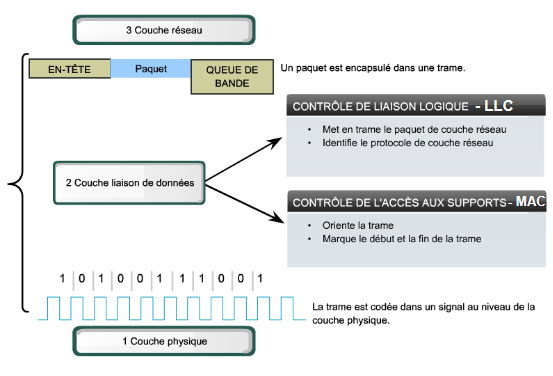 3 Couche réseau
EN-TÊTE
Paquet
QUEUE DE
BANDE
Un paquet est encapsulé dans une trame.
CONTRÔLE DE LIAISON LOGIQUE - LLC
• Met en trame le paquet de couche réseau
• Identifie le protocole de couche réseau
2 Couche liaison de données
CONTRÔLE DE L'ACCÈS AUX SUPPORTS- MAC
• Oriente la trame
• Marque le début et la fin de la trame
1 0 1 0 0 1 1 1 0 0 1
La trame est codée dans un signal au niveau de la
couche physique.
1 Couche physique